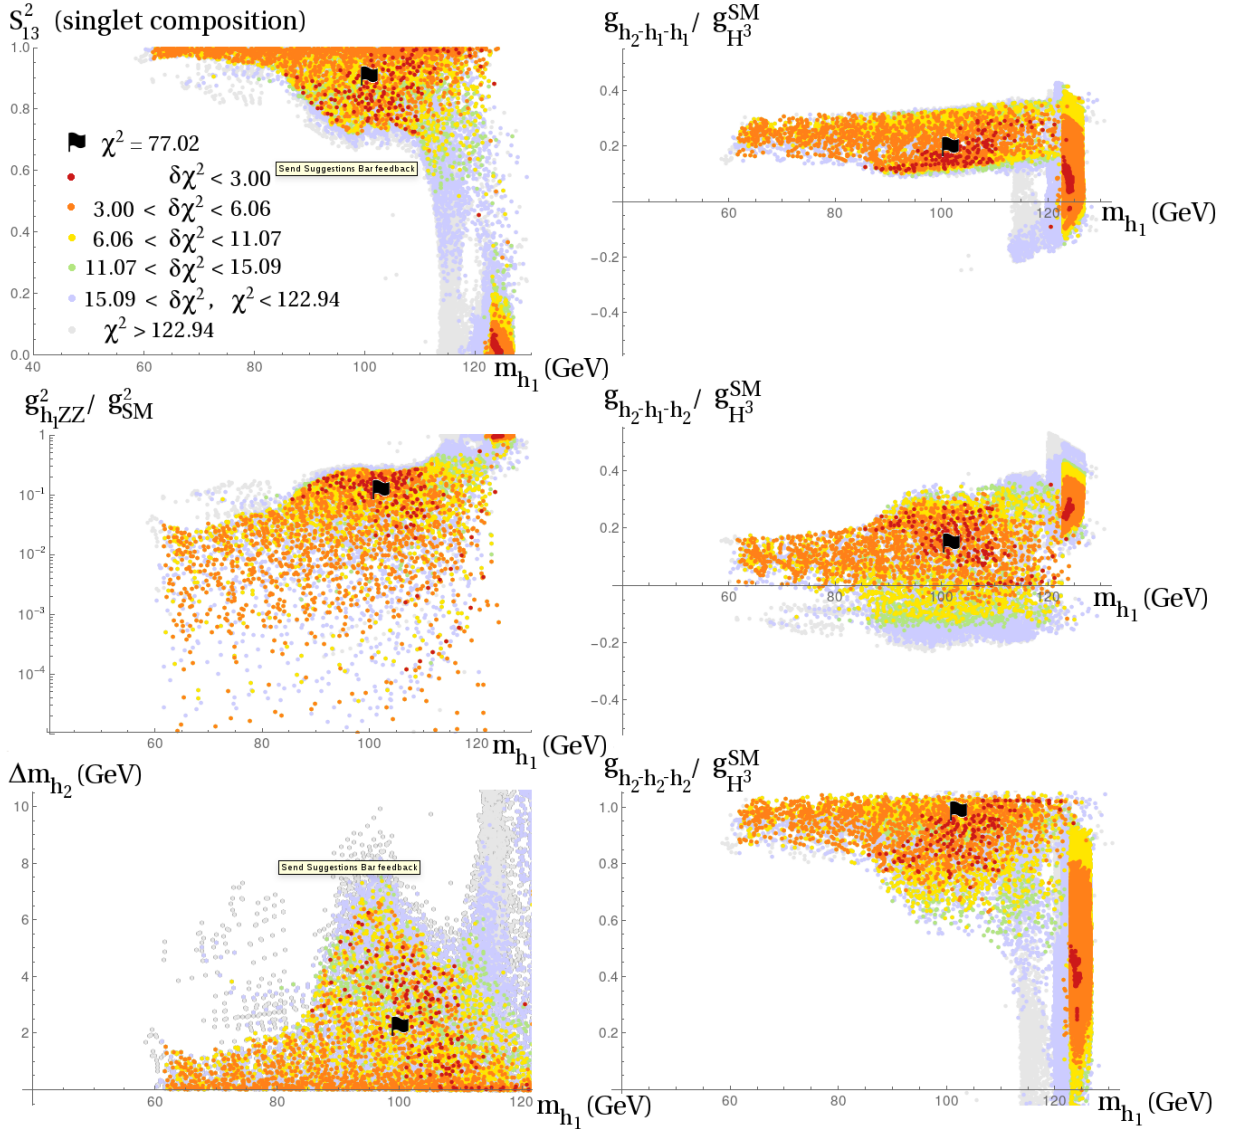 S²₁₃ (singlet composition)
1.0
0.8
0.6
0.4
0.2
0.0
40
60
80
100
120
m_h₁ (GeV)
χ² = 77.02
Send Suggestions Bar feedback
δχ² < 3.00
3.00 < δχ² < 6.06
6.06 < δχ² < 11.07
11.07 < δχ² < 15.09
15.09 < δχ² , χ² < 122.94
χ² > 122.94
g_h₂-h₁-h₁ / g^SM_H³
0.4
0.2
-0.2
-0.4
60
80
100
120
m_h₁ (GeV)
g²_h₁ZZ / g²_SM
1
10⁻¹
10⁻²
10⁻³
10⁻⁴
60
80
100
120
m_h₁ (GeV)
g_h₂-h₁-h₂ / g^SM_H³
0.4
0.2
-0.2
-0.4
60
80
100
120
m_h₁ (GeV)
Δm_h₂ (GeV)
10
8
6
4
2
Send Suggestions Bar feedback
60
80
100
120
m_h₁ (GeV)
g_h₂-h₂-h₂ / g^SM_H³
1.0
0.8
0.6
0.4
0.2
60
80
100
120
m_h₁ (GeV)